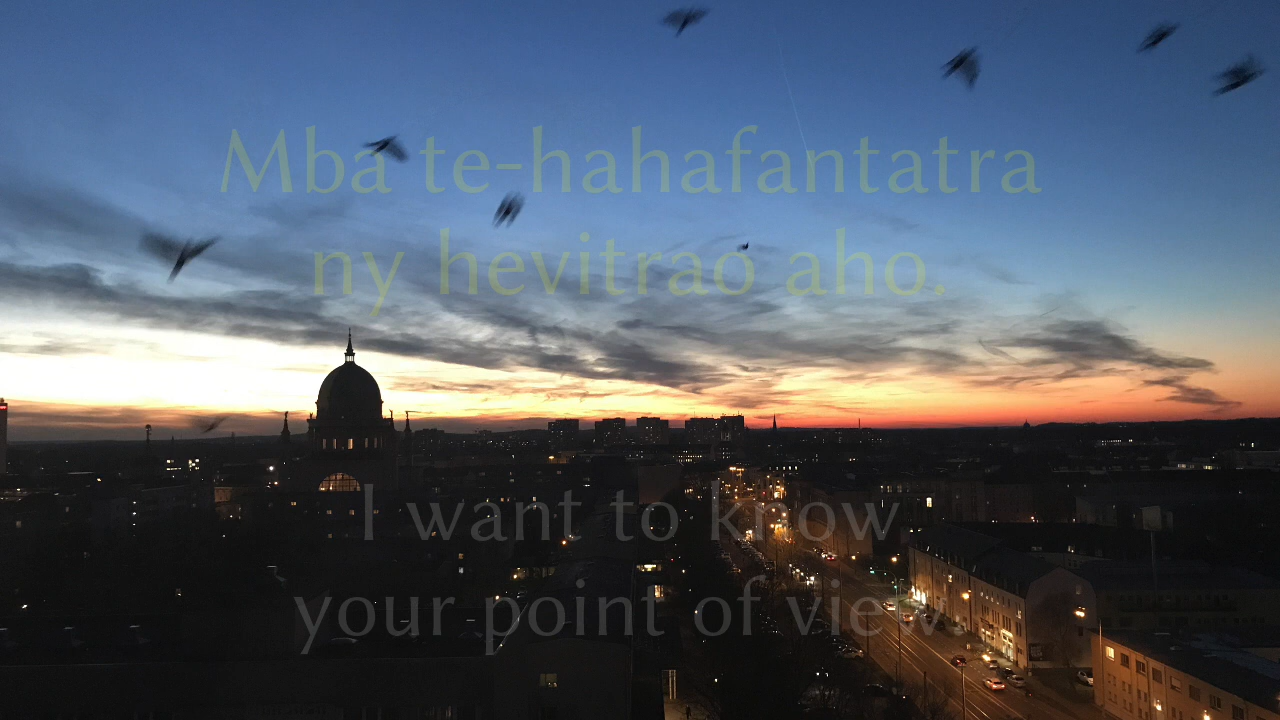 Mba te-hahafantatra
ny hevitrao aho.
I want to know
your point of view.